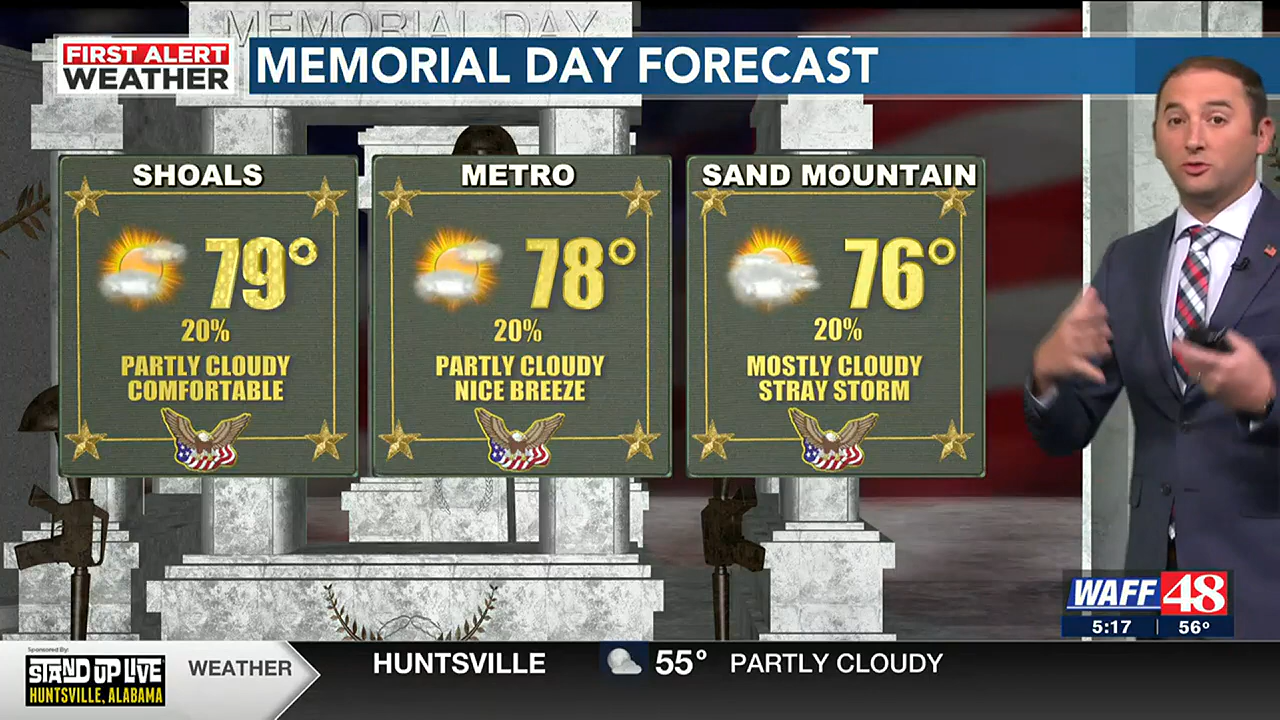 MEMORIAL DAY
FIRST ALERT
WEATHER
MEMORIAL DAY FORECAST
SHOALS
79°
20%
PARTLY CLOUDY
COMFORTABLE
METRO
78°
20%
PARTLY CLOUDY
NICE BREEZE
SAND MOUNTAIN
76°
20%
MOSTLY CLOUDY
STRAY STORM
WAFF 48
5:17 56°
Sponsored By:
STAND UP LIVE
HUNTSVILLE, ALABAMA
WEATHER
HUNTSVILLE 55° PARTLY CLOUDY